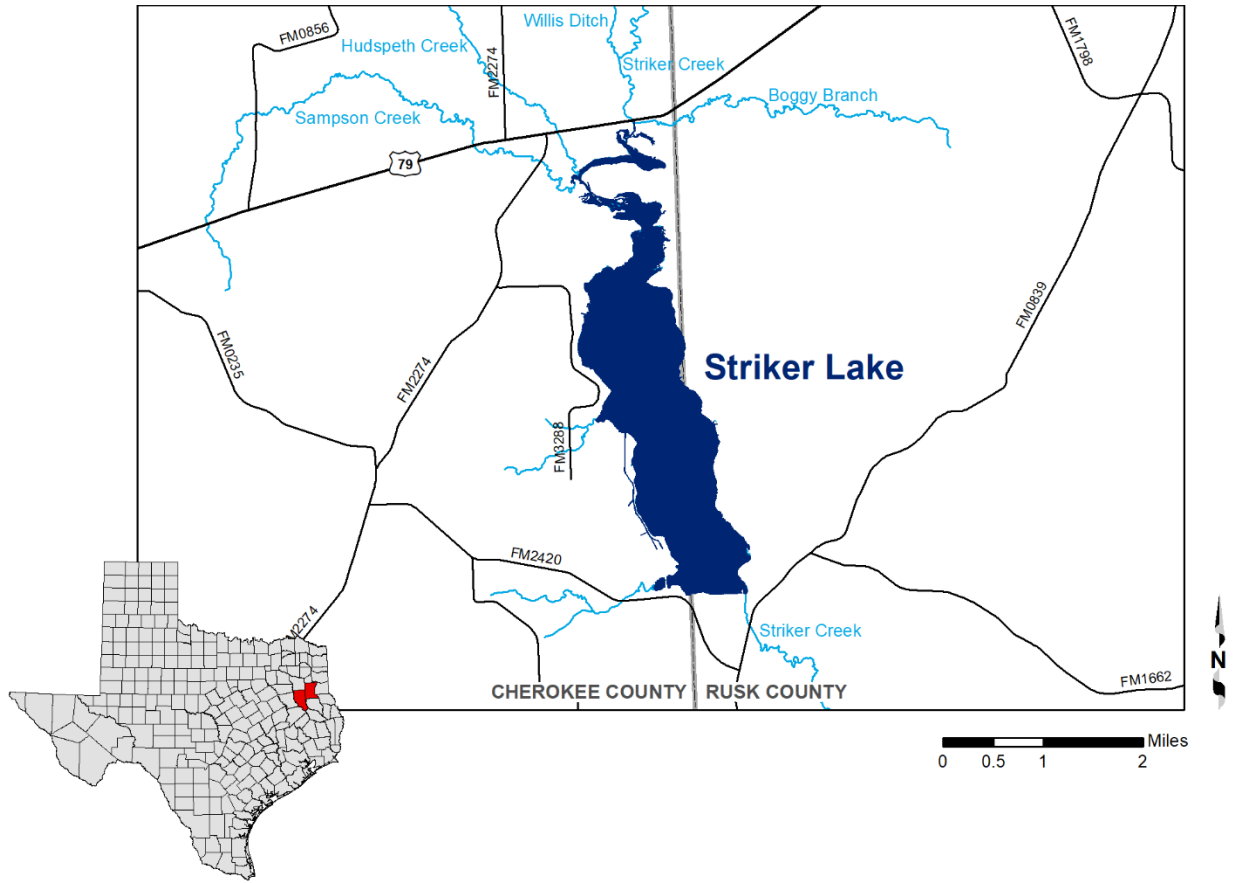 Willis Ditch
FM0856
Hudspeth Creek
FM2274
Striker Creek
FM1798
Boggy Branch
Sampson Creek
79
FM0839
FM0235
FM2274
Striker Lake
FM3288
FM2420
M2274
Striker Creek
N
CHEROKEE COUNTY
RUSK COUNTY
FM1662
Miles
0 0.5 1 2